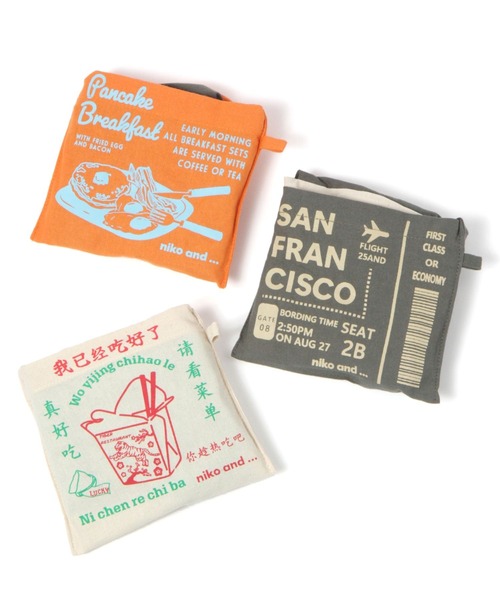 Pancake
Breakfast
WITH FRIED EGG
AND BACON
EARLY MORNING
ALL BREAKFAST SETS
ARE SERVED WITH
COFFEE OR TEA
niko and ...
SAN
FRAN
CISCO
FLIGHT
25AND
FIRST
CLASS
OR
ECONOMY
GATE
08
BORDING TIME
2:50PM
ON AUG 27
SEAT
2B
niko and ...
我已经吃好了
Wo yijing chihao le
请看菜单
真好吃
RESTAURANT
LUCKY
你趁热吃吧
niko and ...
Ni chen re chi ba